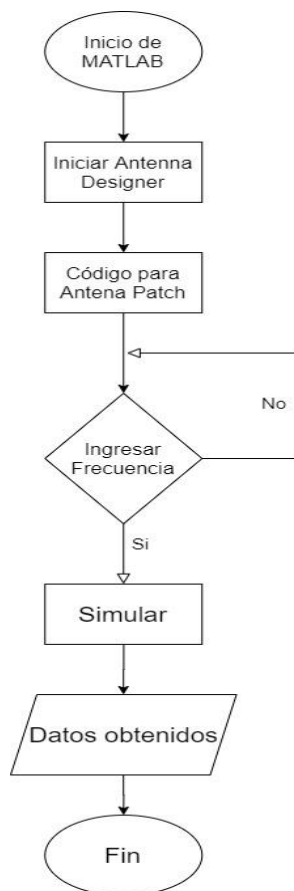 Inicio de
MATLAB
Iniciar Antenna
Designer
Código para
Antena Patch
No
Ingresar
Frecuencia
Si
Simular
Datos obtenidos
Fin